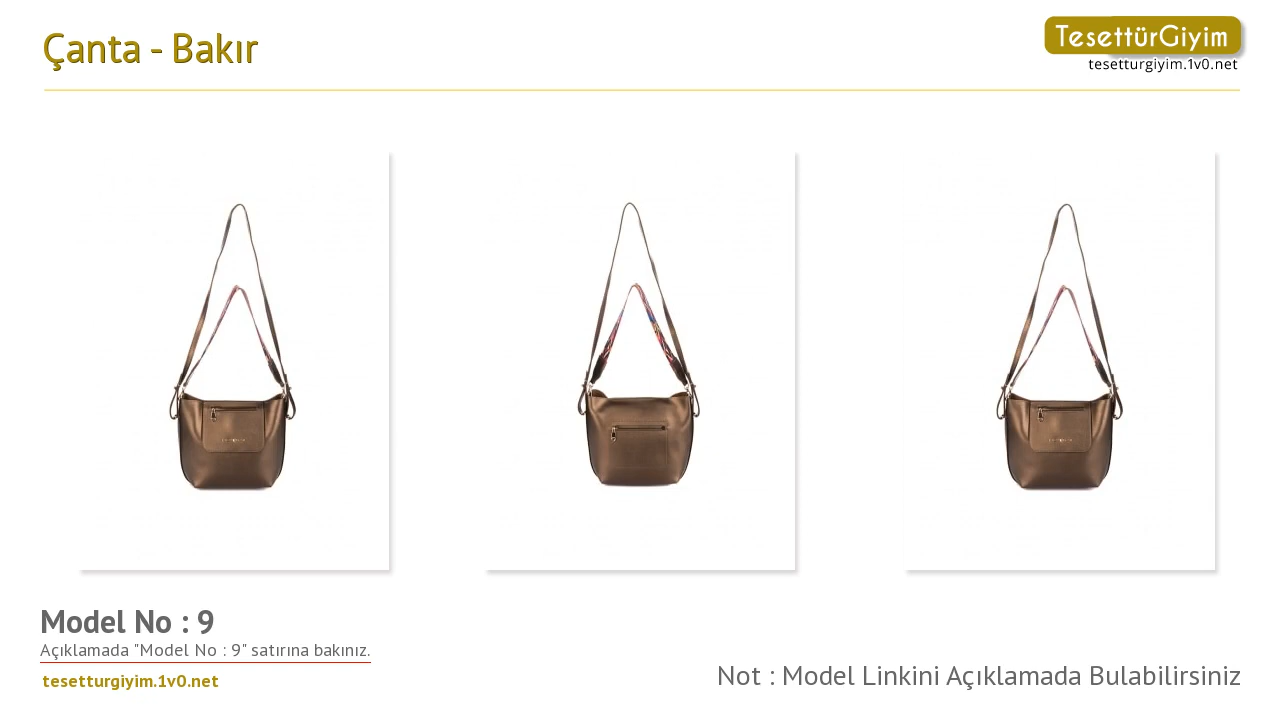 Çanta - Bakır
TesettürGiyim
tesetturgiyim.1v0.net
Model No : 9
Açıklamada "Model No : 9" satırına bakınız.
tesetturgiyim.1v0.net
Not : Model Linkini Açıklamada Bulabilirsiniz